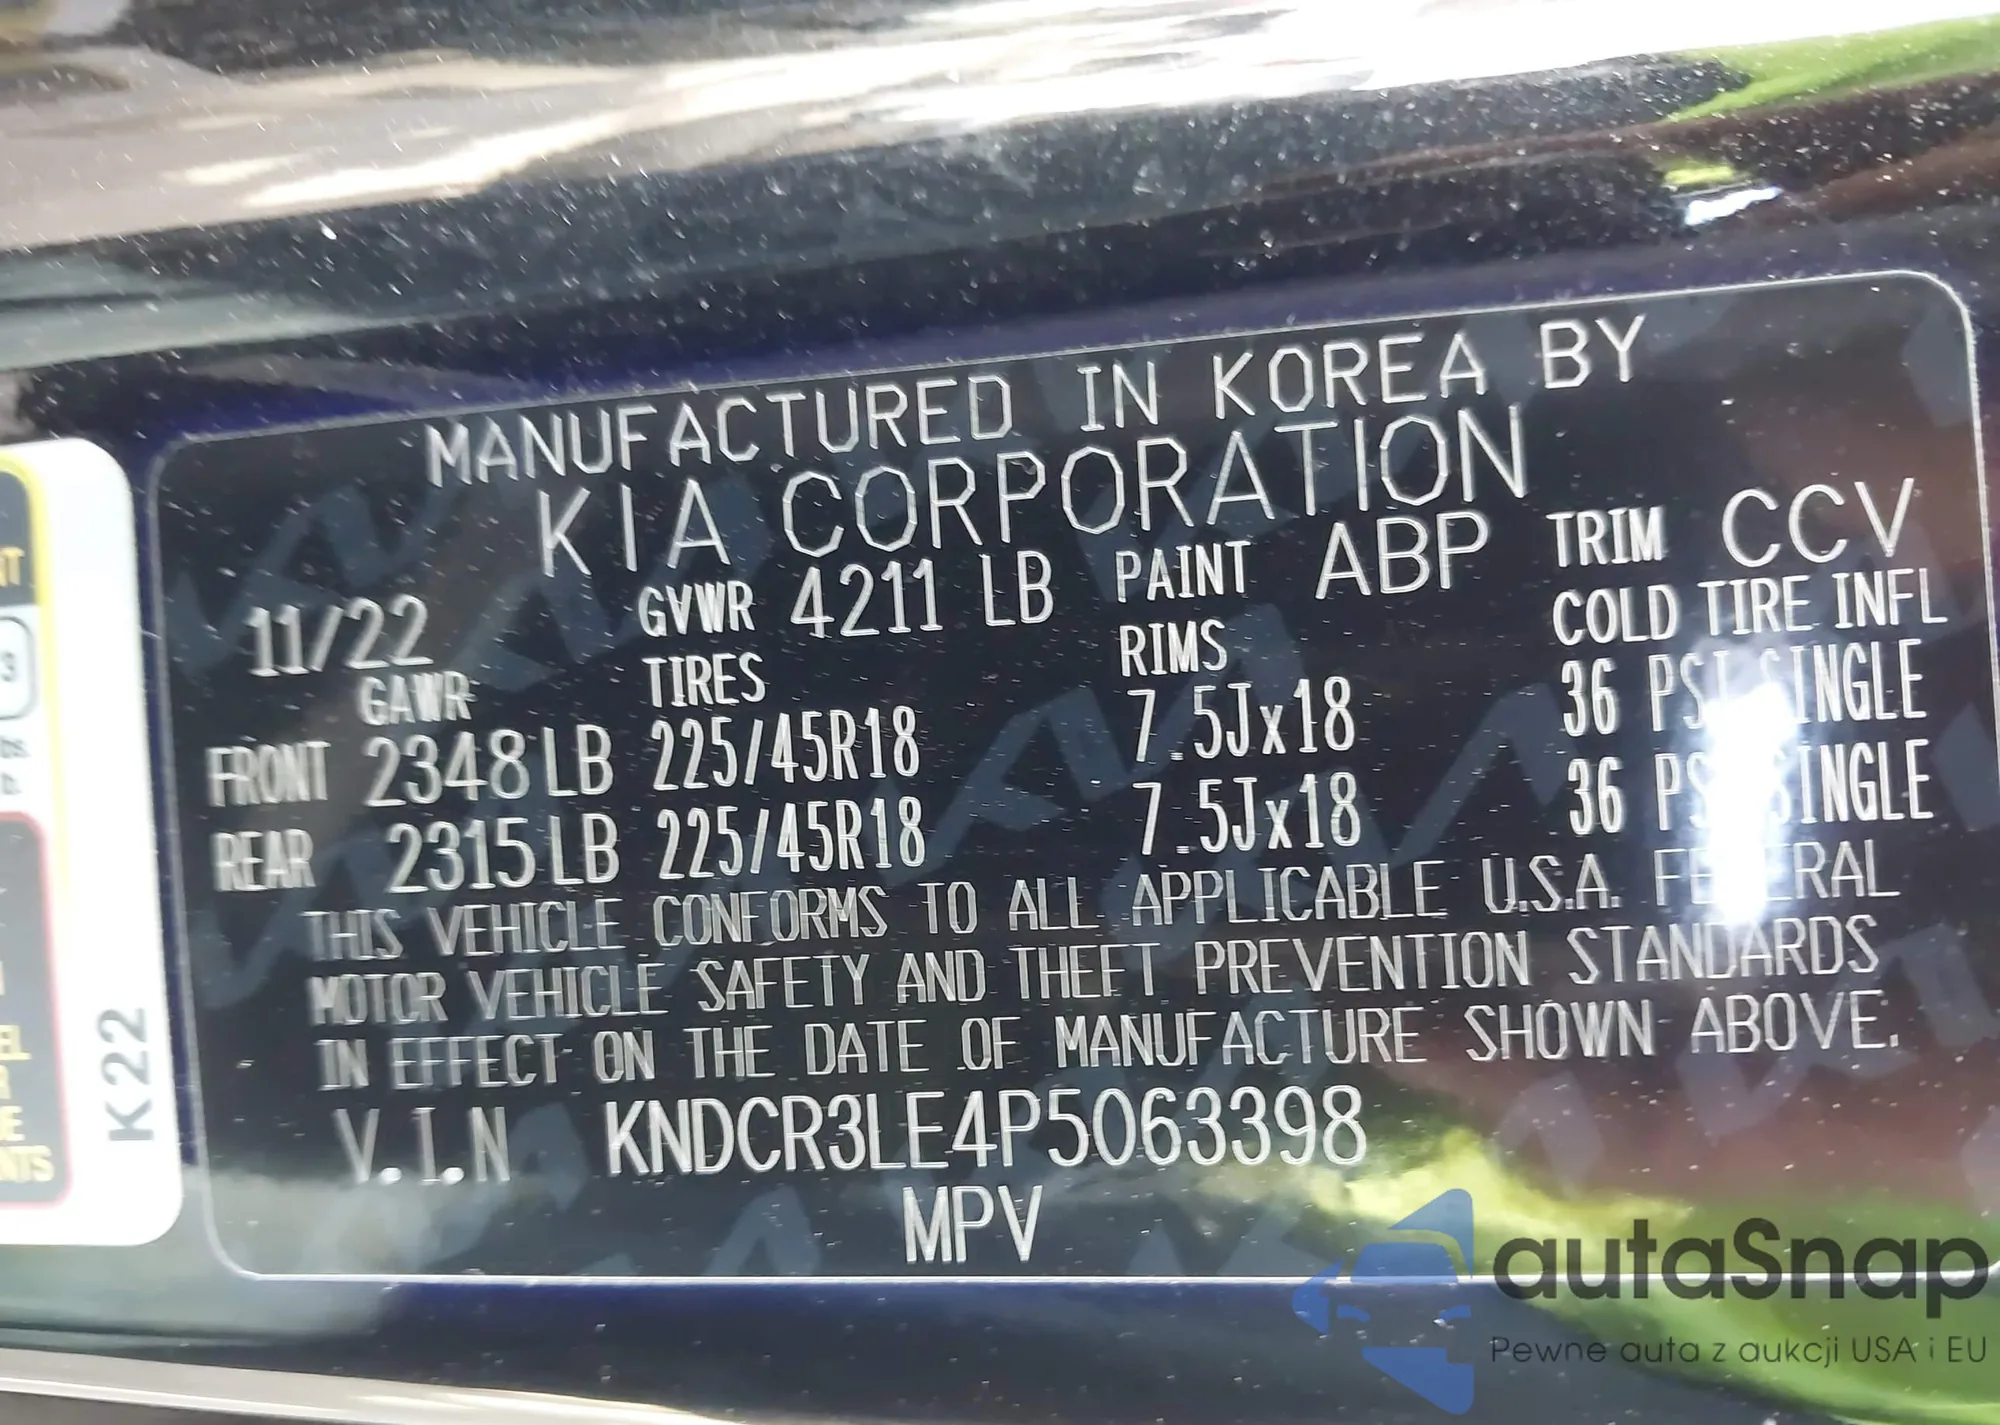 MANUFACTURED IN KOREA BY
KIA CORPORATION
11/22 GVWR 4211 LB PAINT ABP TRIM CCV
GAWR TIRES RIMS COLD TIRE INFL
FRONT 2348 LB 225/45R18 7.5Jx18 36 PSI SINGLE
REAR 2315 LB 225/45R18 7.5Jx18 36 PSI SINGLE
THIS VEHICLE CONFORMS TO ALL APPLICABLE U.S.A. FEDERAL
MOTOR VEHICLE SAFETY AND THEFT PREVENTION STANDARDS
IN EFFECT ON THE DATE OF MANUFACTURE SHOWN ABOVE.
V.I.N KNDCR3LE4P5063398
MPV
K22
autaSnap
Pewne auta z aukcji USA i EU